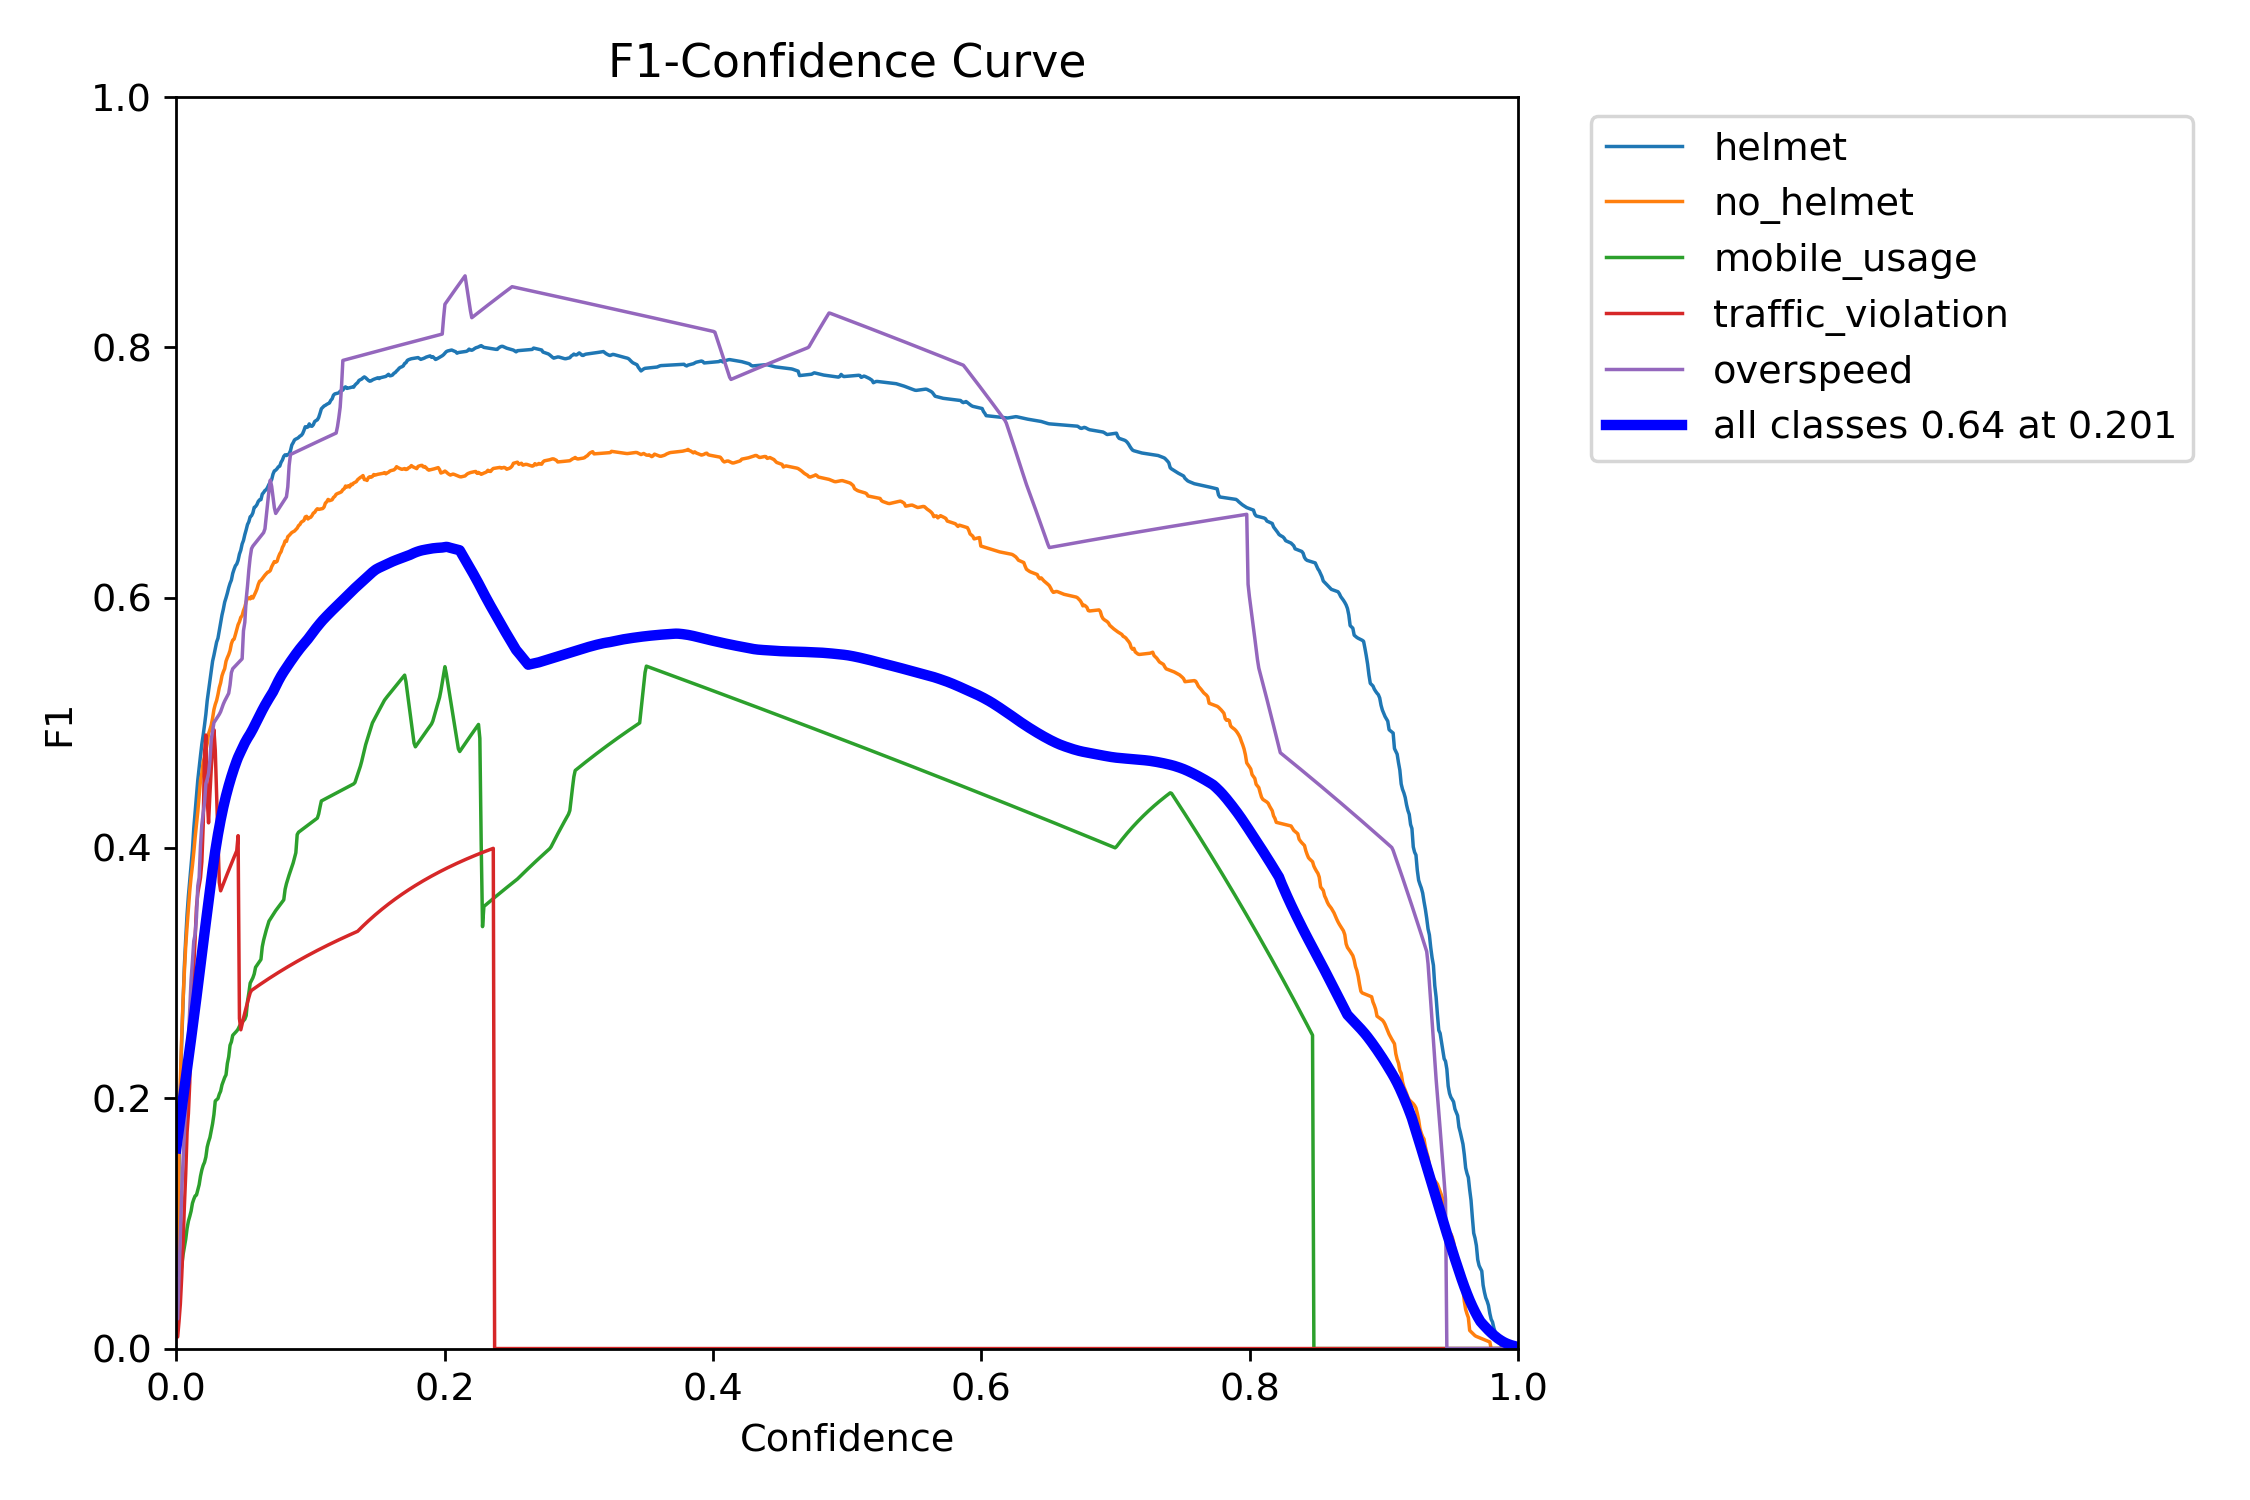 F1-Confidence Curve
1.0
0.8
0.6
0.4
0.2
0.0
F1
0.0 0.2 0.4 0.6 0.8 1.0
Confidence
helmet
no_helmet
mobile_usage
traffic_violation
overspeed
all classes 0.64 at 0.201